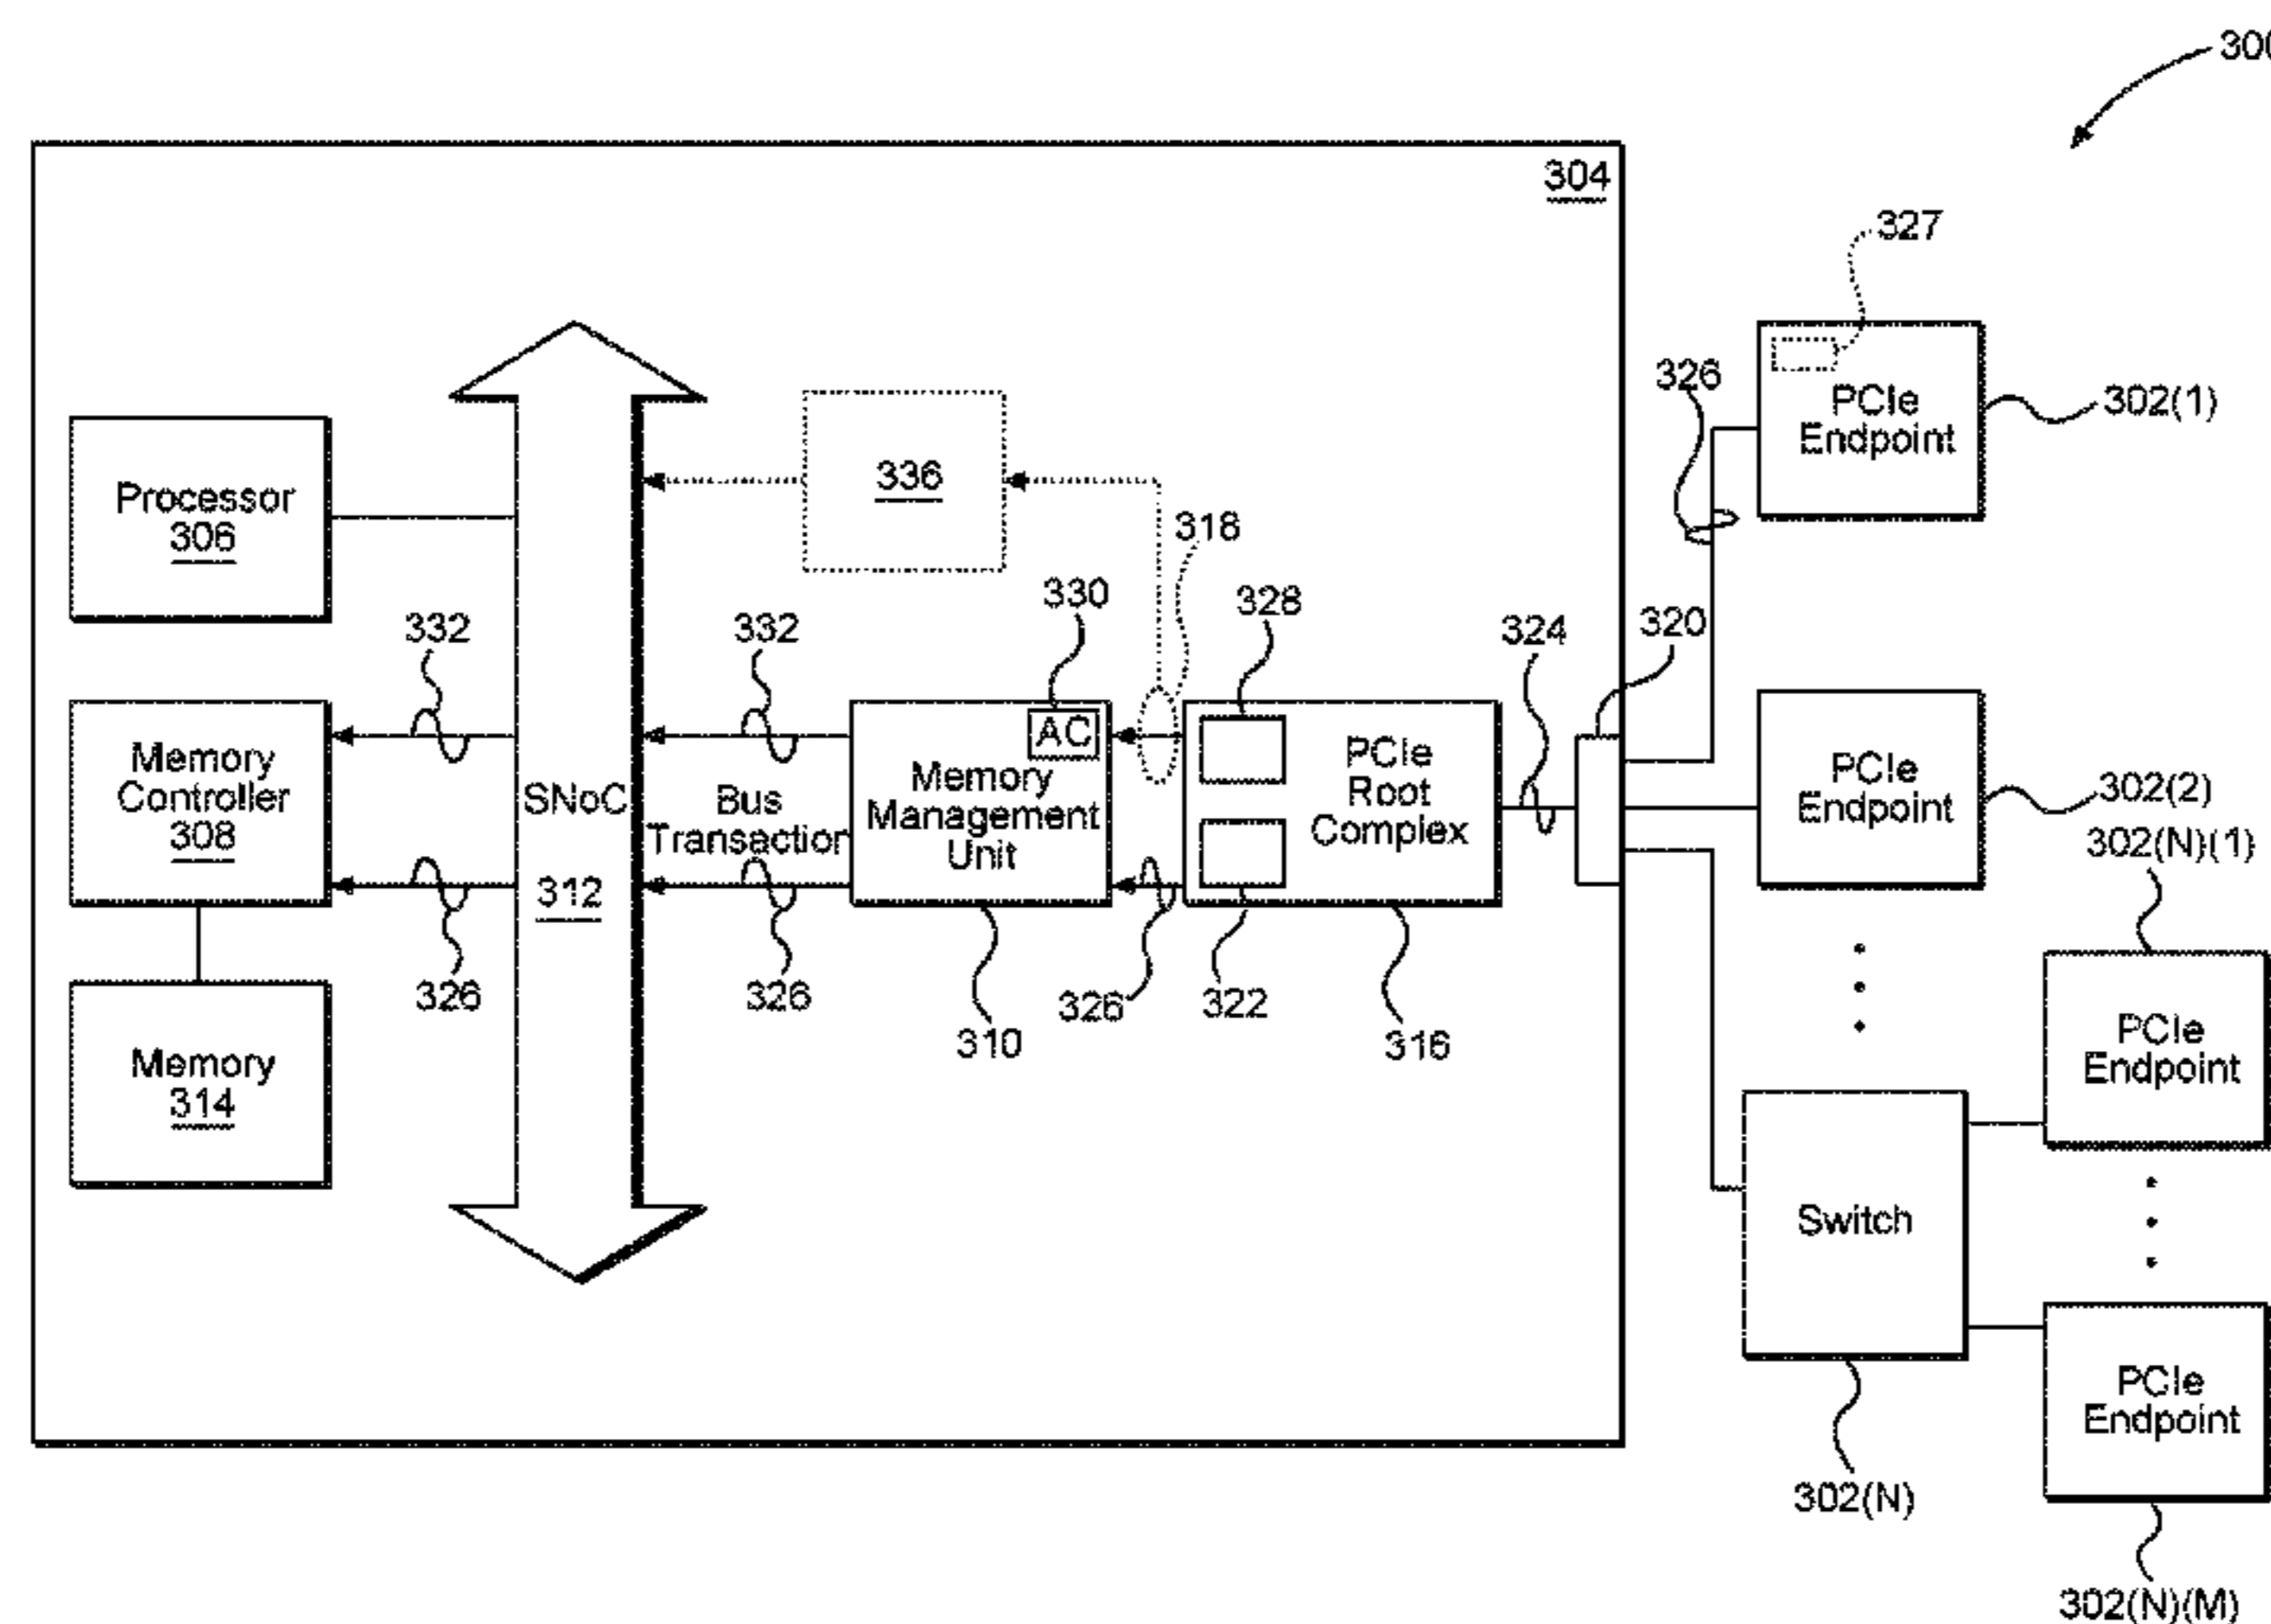 300
304
327
326
302(1)
PCIe
Endpoint
336
Processor
306
318
330
328
332
332
324
320
AC
PCIe
Root
Complex
Memory
Controller
308
SNoC
312
Bus
Transaction
Memory
Management
Unit
PCIe
Endpoint
302(2)
302(N)(1)
326
326
326
322
310
316
Memory
314
PCIe
Endpoint
Switch
PCIe
Endpoint
302(N)
302(N)(M)